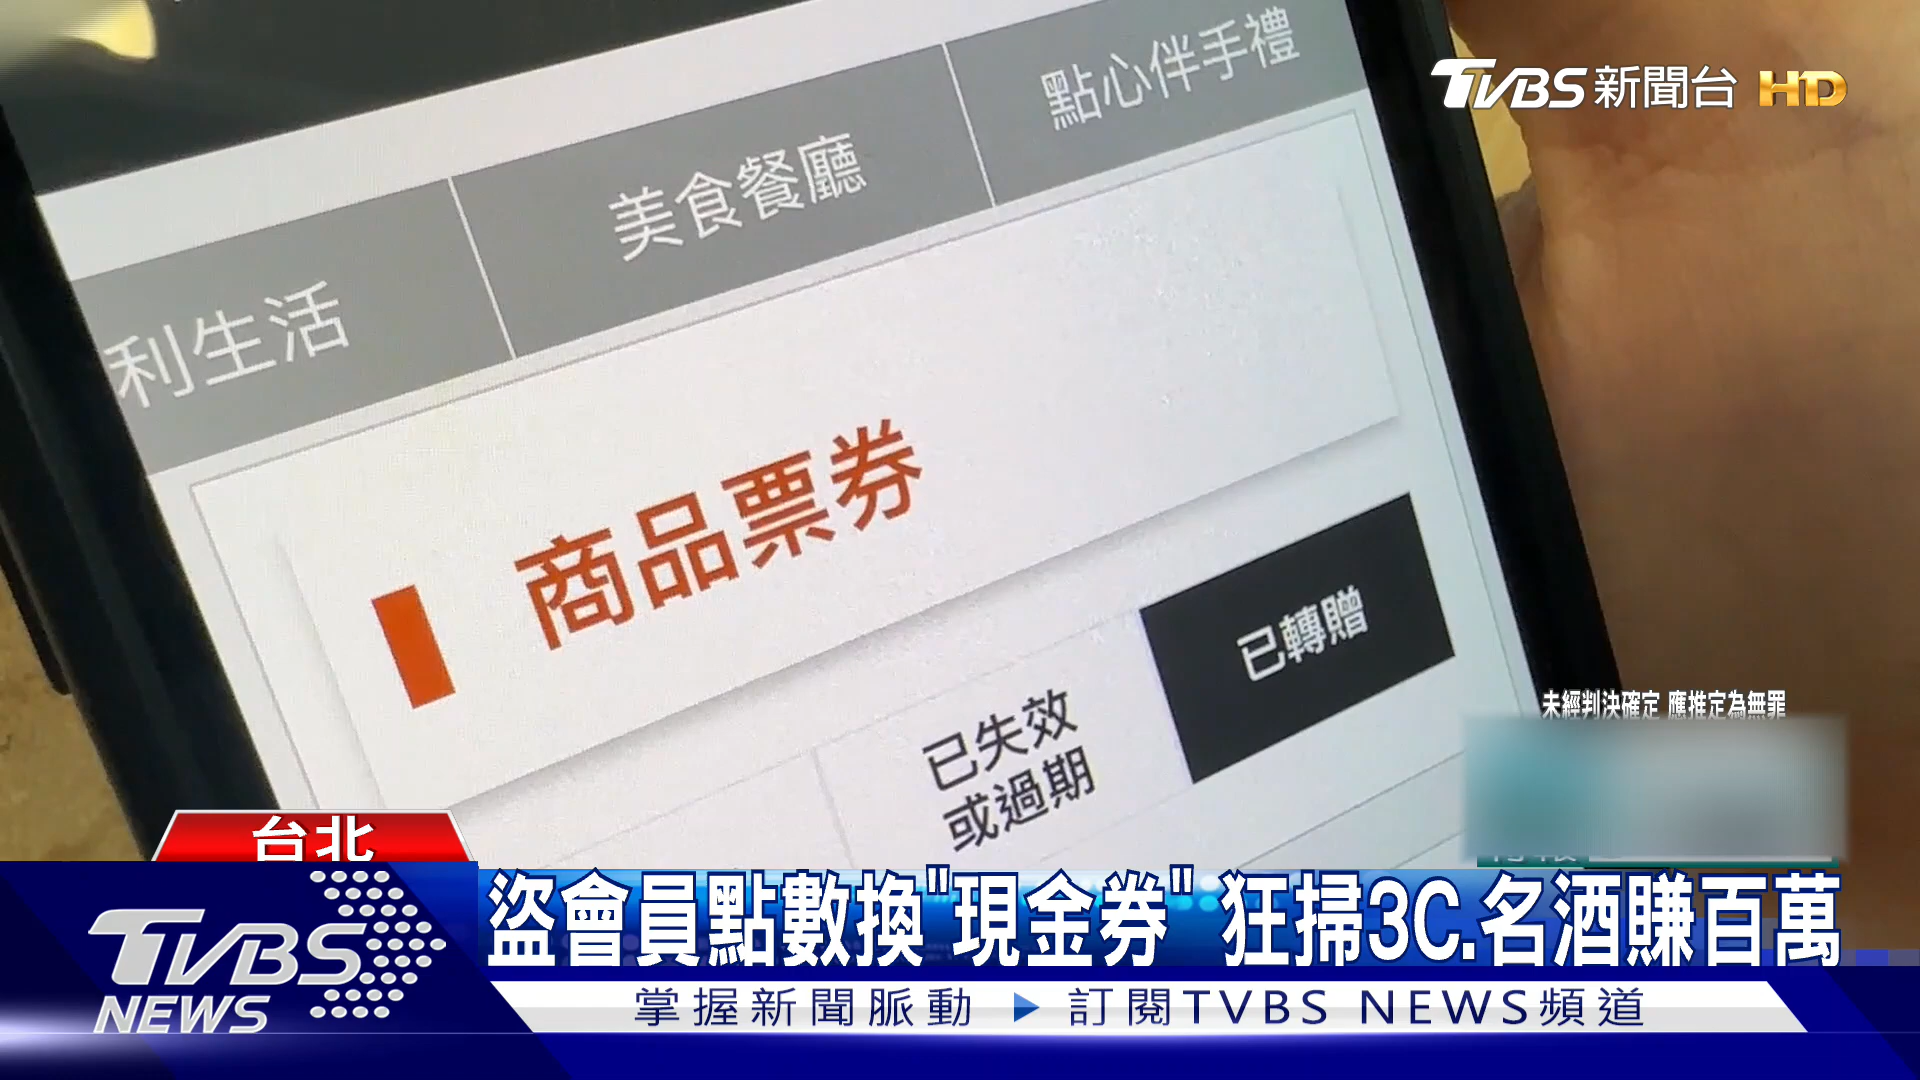 TVBS新聞台 HD
點心伴手禮
美食餐廳
利生活
商品票券
已轉贈
已失效
或過期
未經判決確定 應推定為無罪
台北
盜會員點數換"現金券" 狂掃3C.名酒賺百萬
TVBS
NEWS
掌握新聞脈動 ▶ 訂閱TVBS NEWS頻道